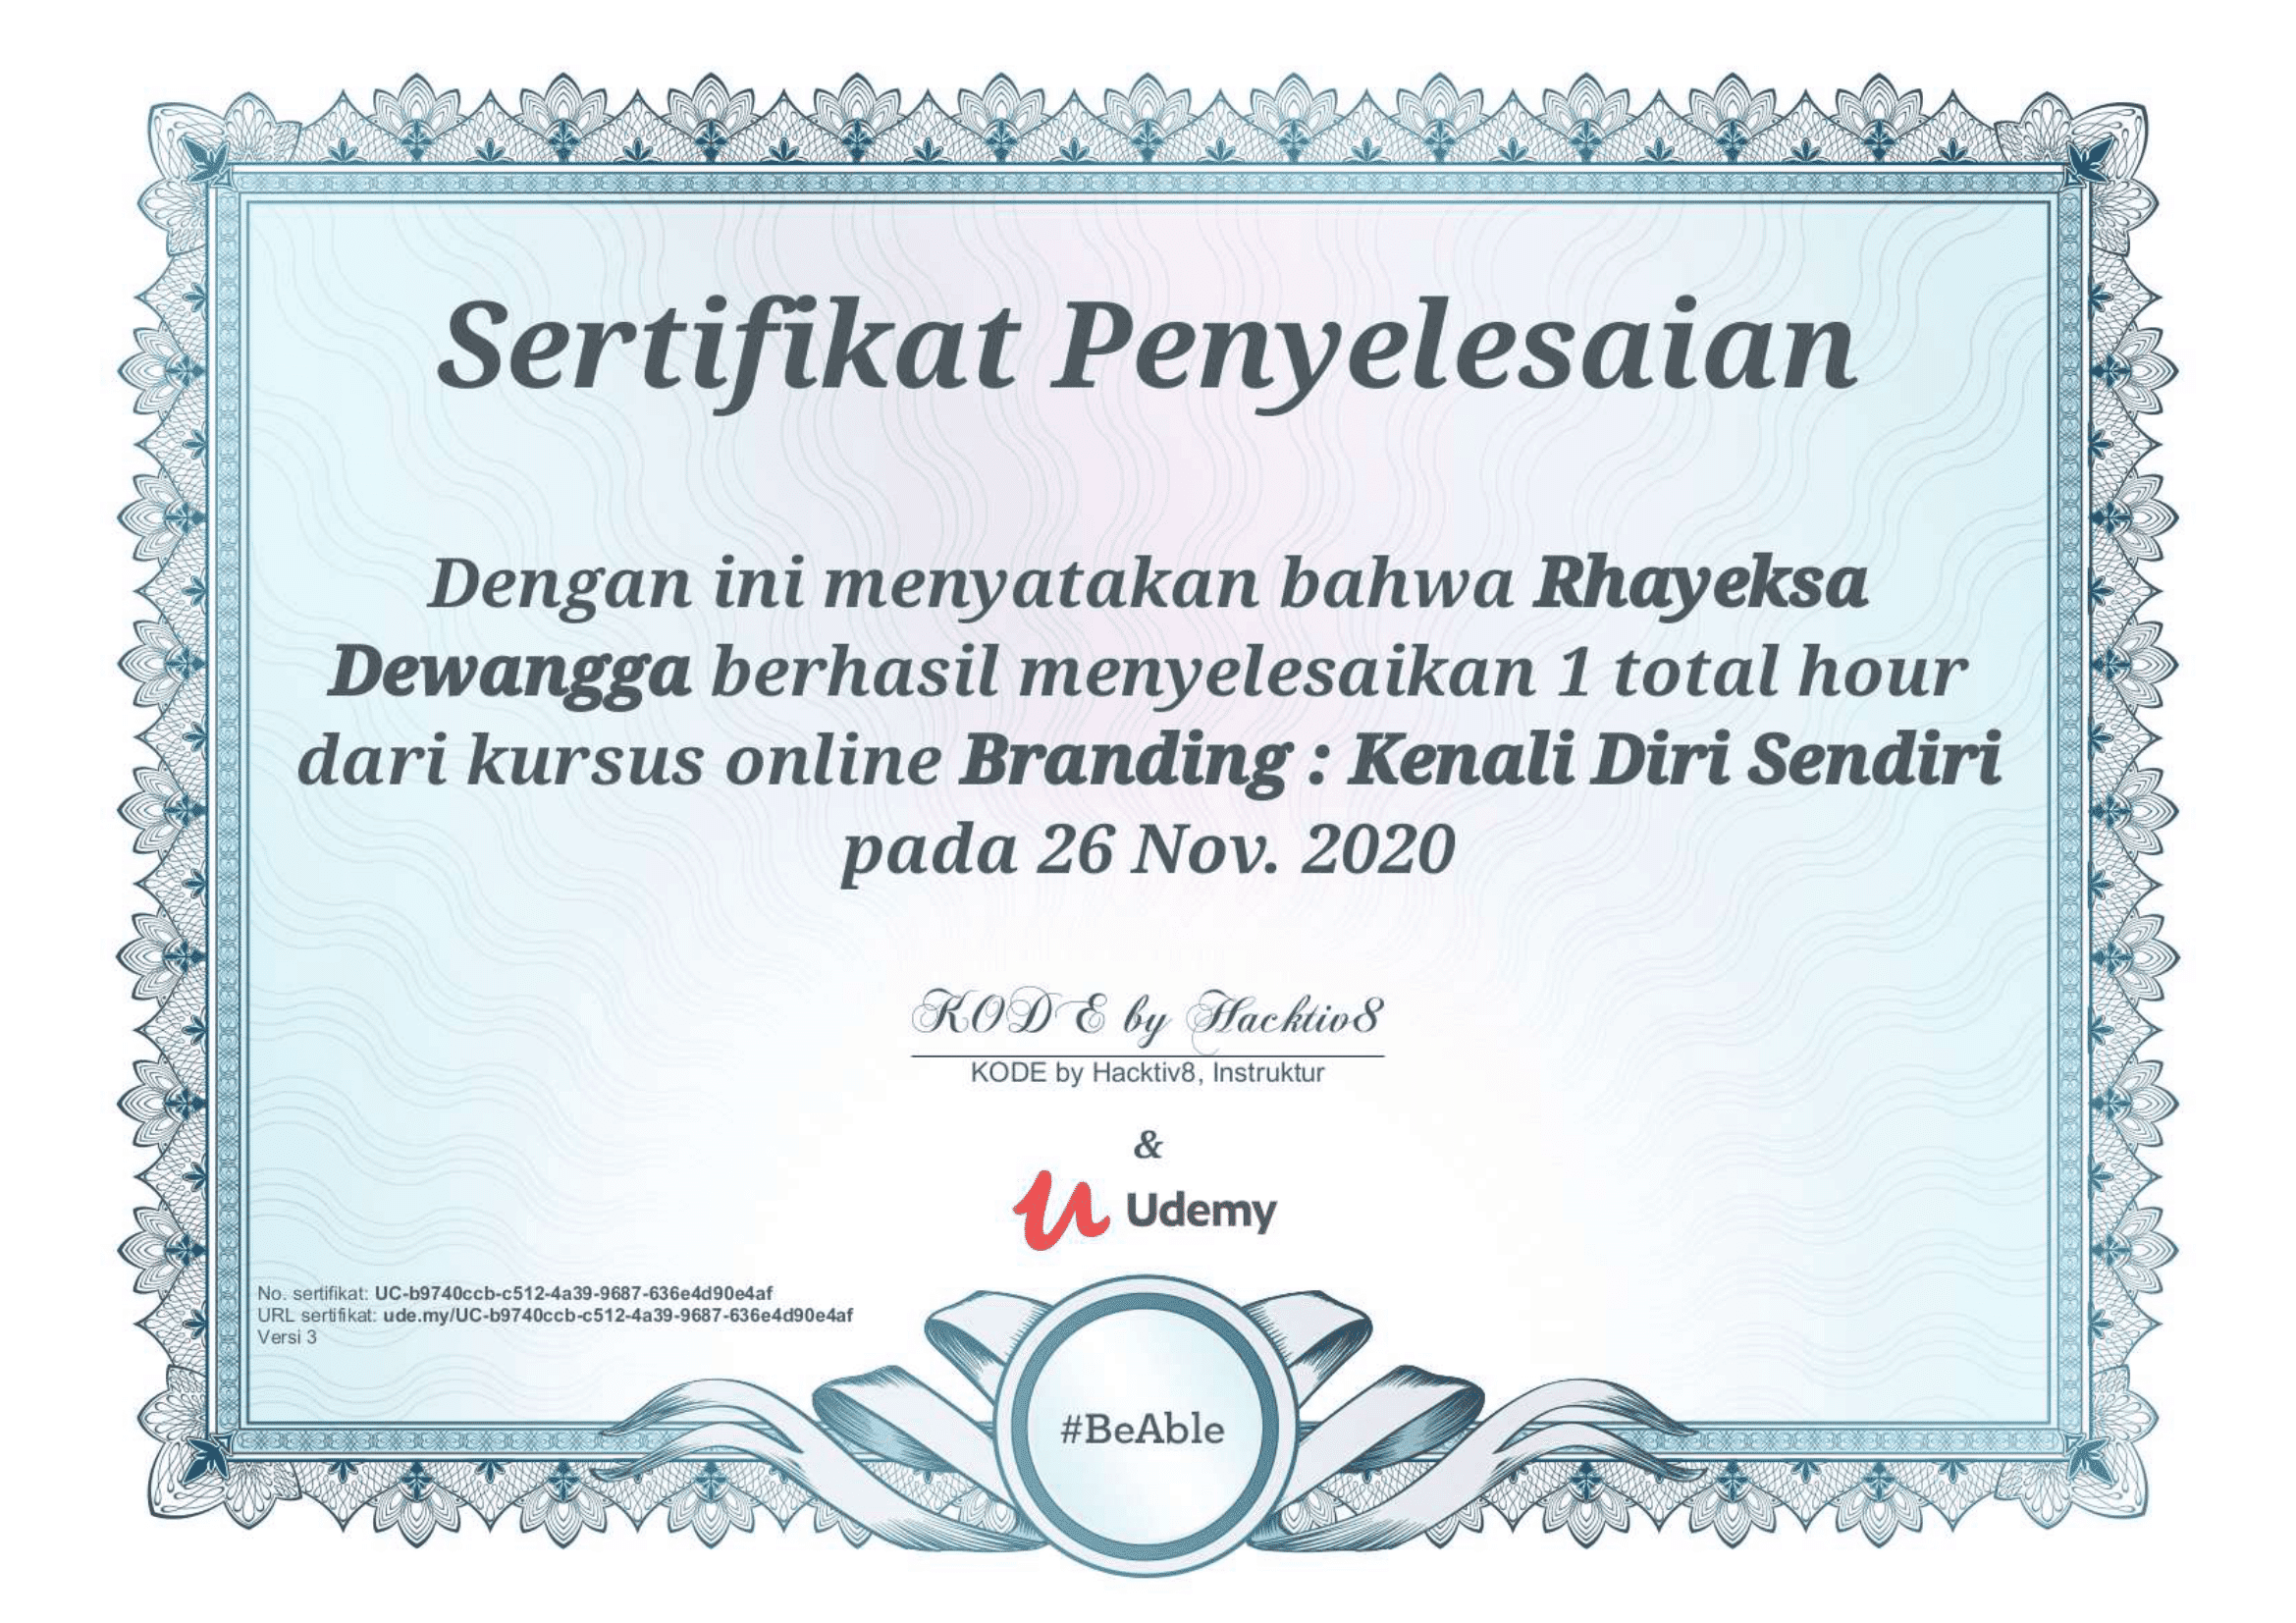 Sertifikat Penyelesaian
Dengan ini menyatakan bahwa Rhayeksa
Dewangga berhasil menyelesaikan 1 total hour
dari kursus online Branding : Kenali Diri Sendiri
pada 26 Nov. 2020
KODE by Hacktiv8
KODE by Hacktiv8, Instruktur
&
Udemy
No. sertifikat: UC-b9740ccb-c512-4a39-9687-636e4d90e4af
URL sertifikat: ude.my/UC-b9740ccb-c512-4a39-9687-636e4d90e4af
Versi 3
#BeAble